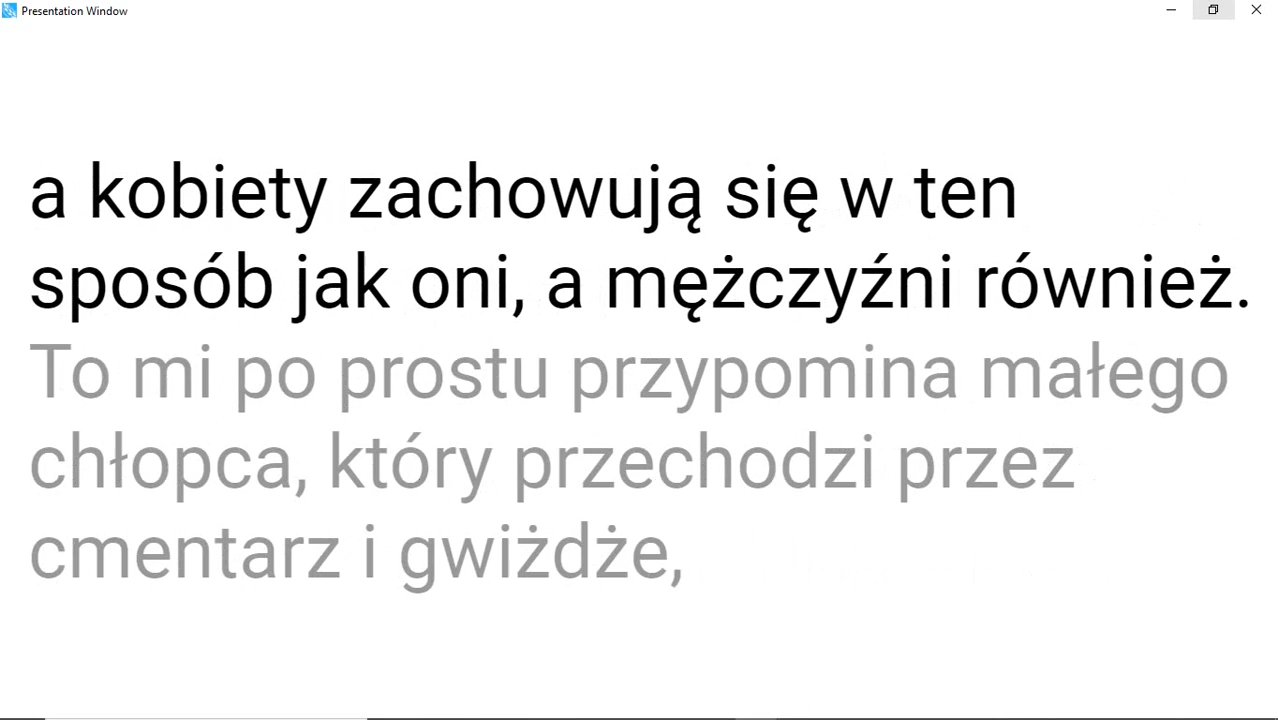 Presentation Window
a kobiety zachowują się w ten
sposób jak oni, a mężczyźni również.
To mi po prostu przypomina małego
chłopca, który przechodzi przez
cmentarz i gwiżdże,